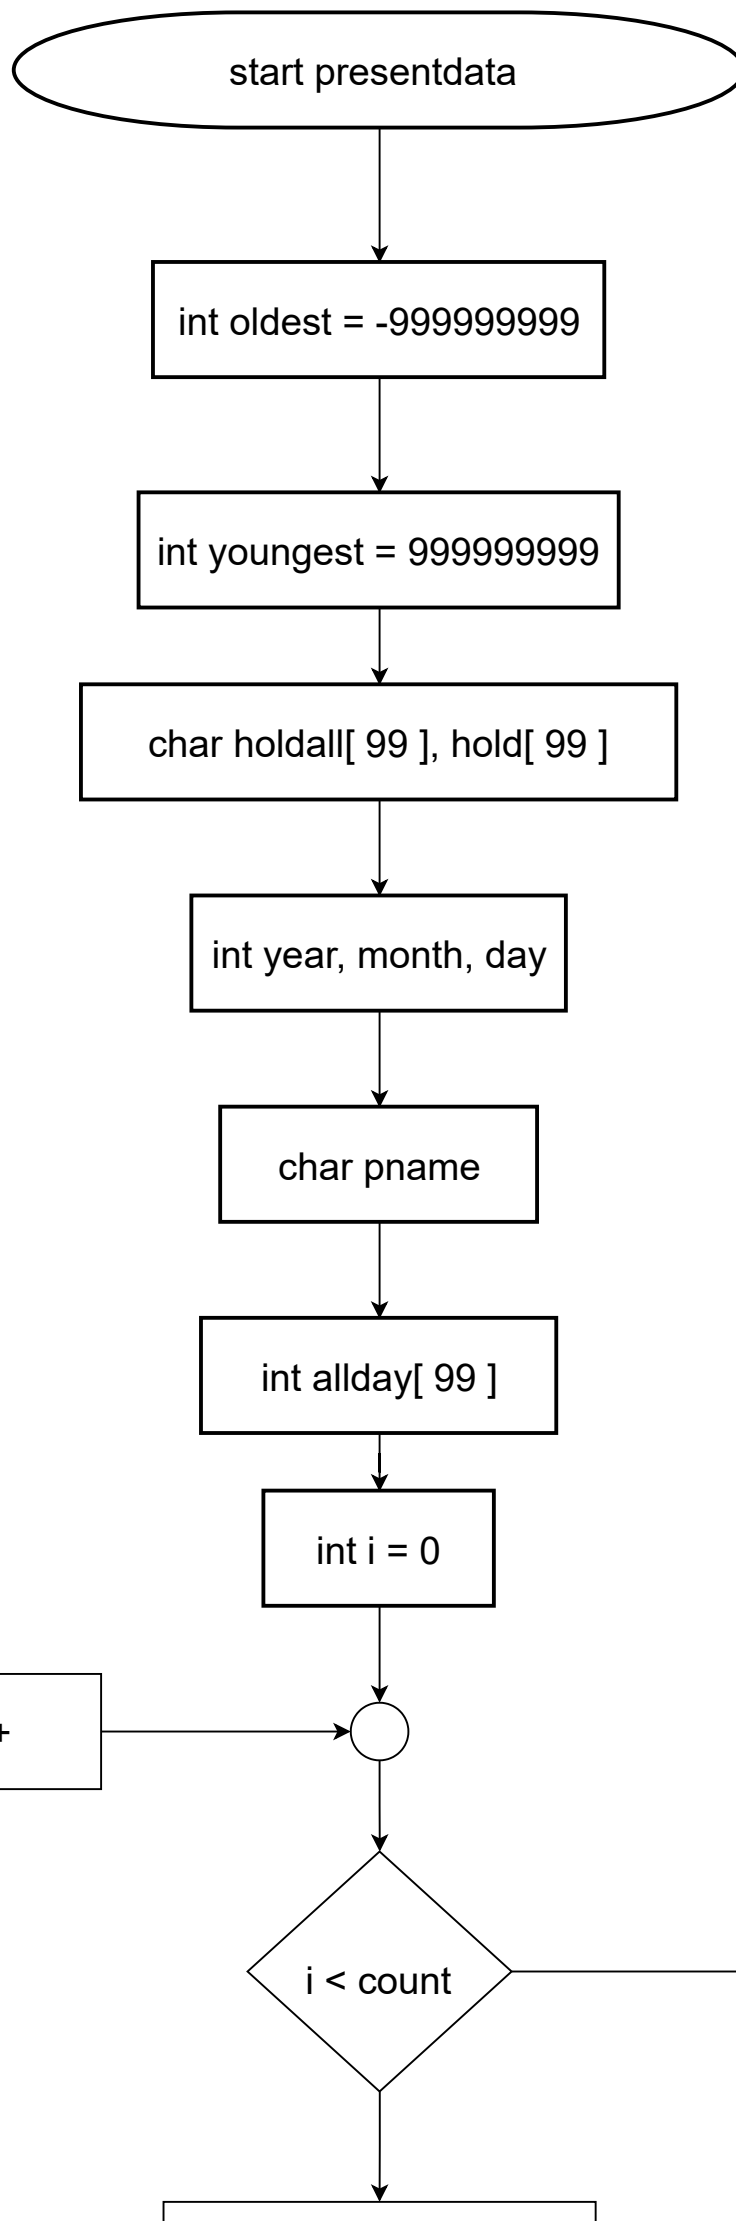 start presentdata
int oldest = -999999999
int youngest = 999999999
char holdall[ 99 ], hold[ 99 ]
int year, month, day
char pname
int allday[ 99 ]
int i = 0
i < count